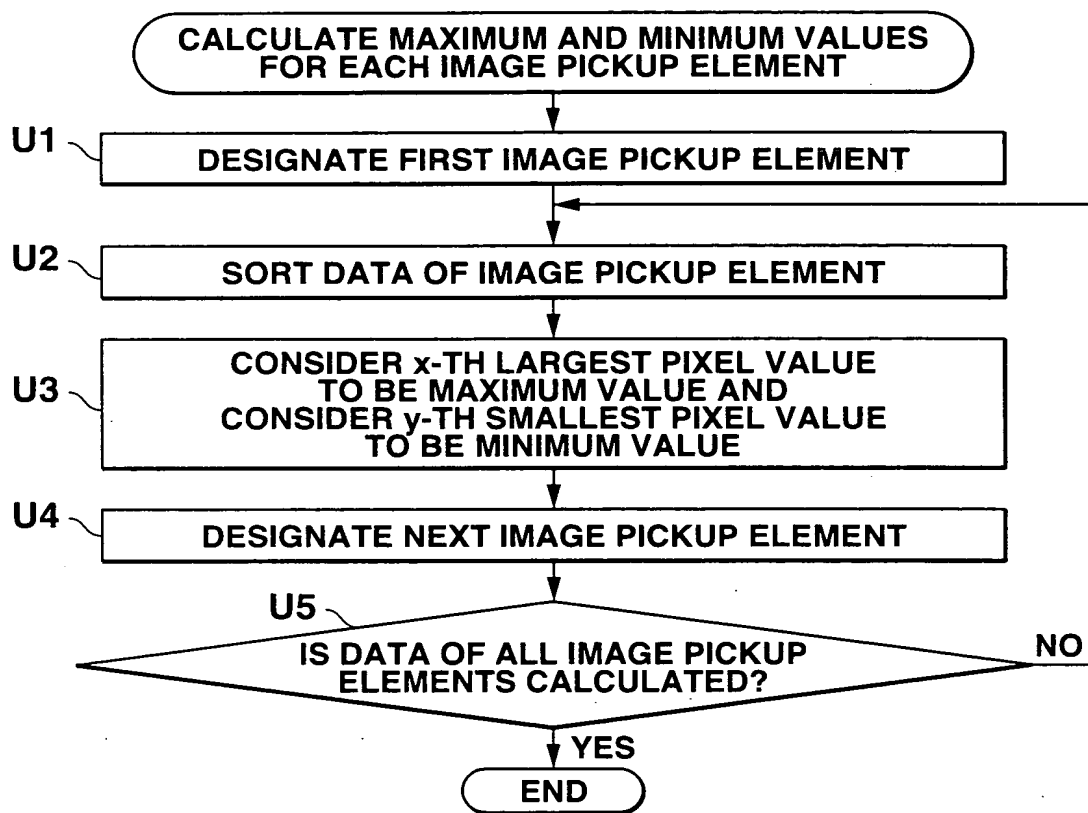 CALCULATE MAXIMUM AND MINIMUM VALUES
FOR EACH IMAGE PICKUP ELEMENT
U1
DESIGNATE FIRST IMAGE PICKUP ELEMENT
U2
SORT DATA OF IMAGE PICKUP ELEMENT
U3
CONSIDER x-TH LARGEST PIXEL VALUE
TO BE MAXIMUM VALUE AND
CONSIDER y-TH SMALLEST PIXEL VALUE
TO BE MINIMUM VALUE
U4
DESIGNATE NEXT IMAGE PICKUP ELEMENT
U5
IS DATA OF ALL IMAGE PICKUP
ELEMENTS CALCULATED?
NO
YES
END